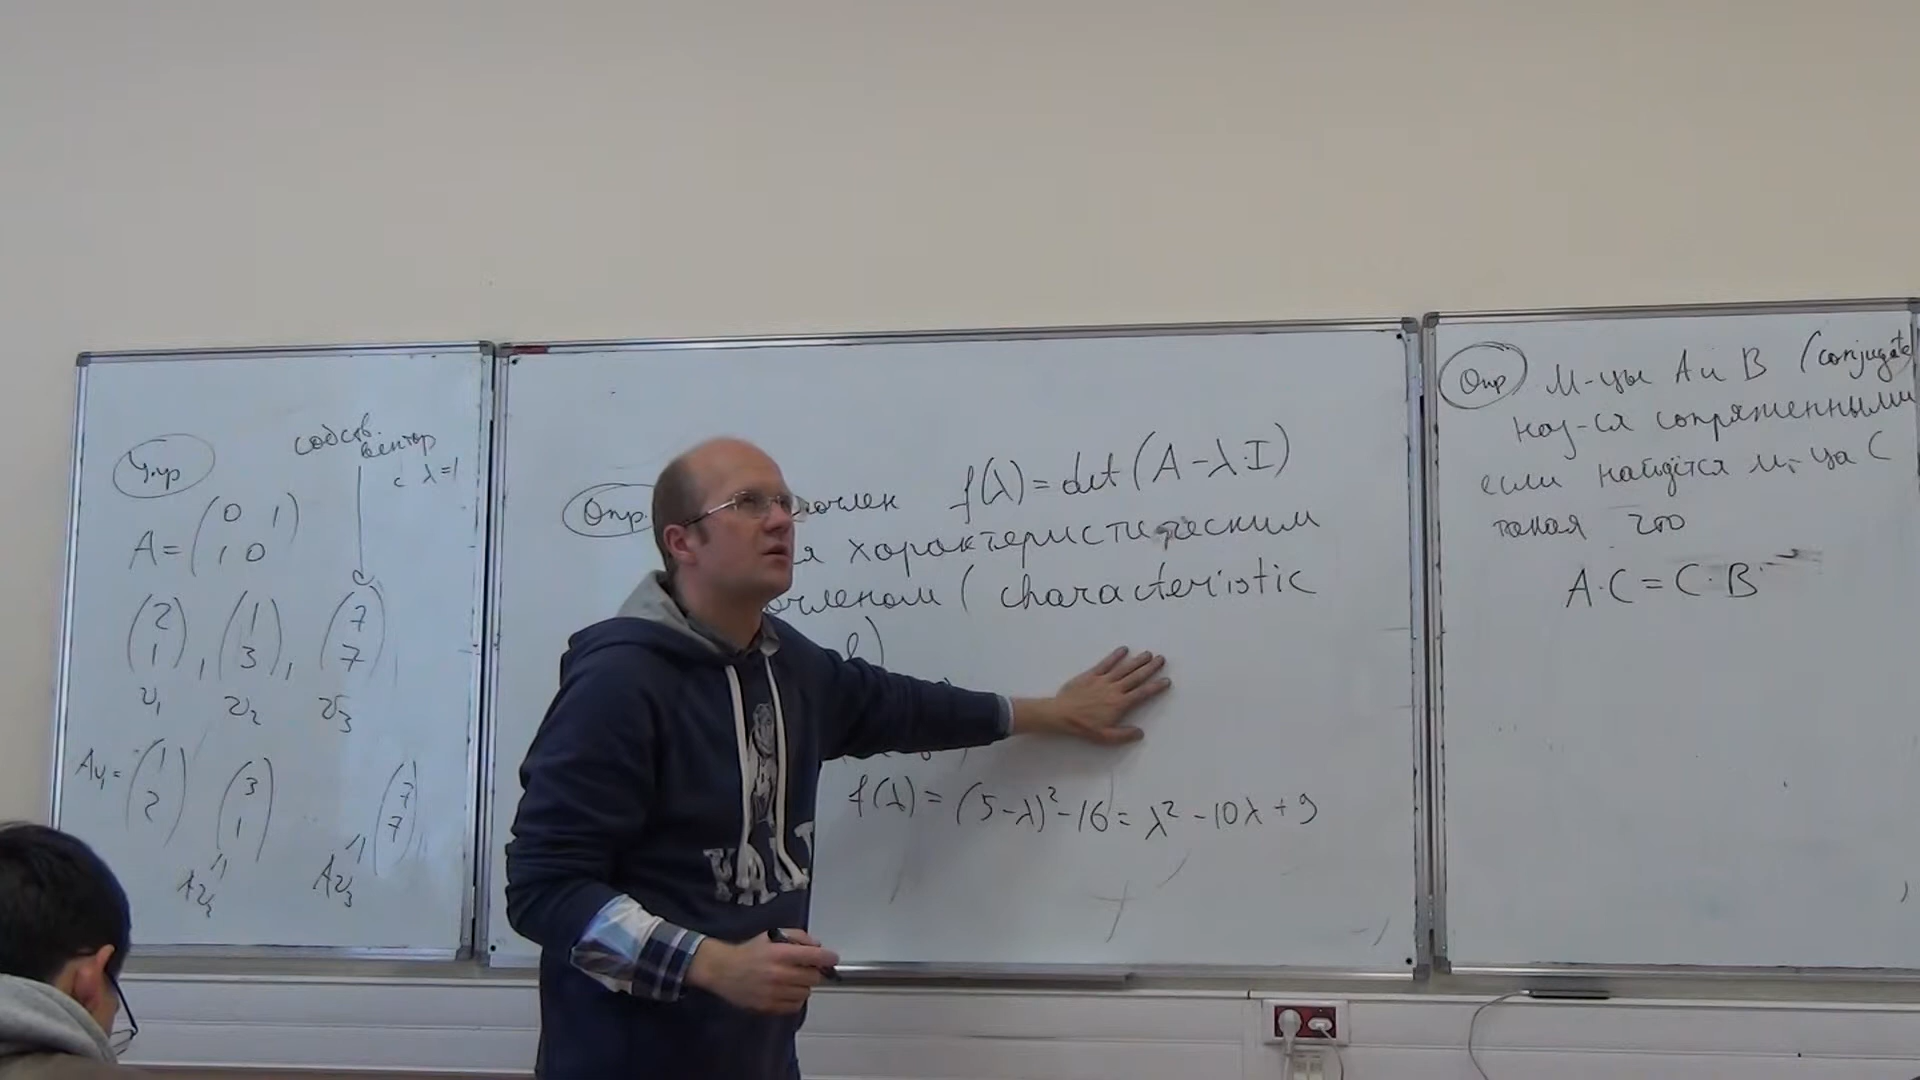 Упр
собств.
вектор
с λ=1
A = (0 1
1 0)
(2 1), (1 3), (7 7)
v₁ v₂ v₃
Av₁ = (1 2) (3 1) (7 7)
Av₂ Av₃
Опр. f(λ) = det(A - λ·I)
характеристическим
(characteristic
f(λ) = (5-λ)² - 16 = λ² - 10λ + 9
YAL
Опр М-цы A и B (conjugate)
наз-ся сопряженными
если найдётся м-ца C
такая что
A·C = C·B